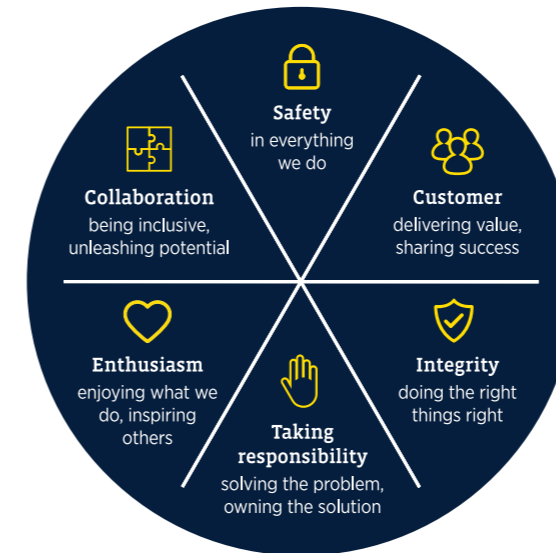 Safety
in everything
we do
Customer
delivering value,
sharing success
Integrity
doing the right
things right
Taking
responsibility
solving the problem,
owning the solution
Enthusiasm
enjoying what we
do, inspiring
others
Collaboration
being inclusive,
unleashing potential